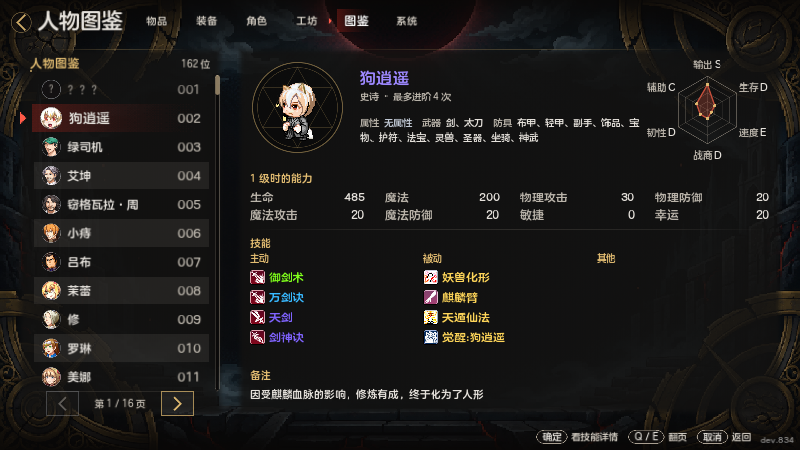 人物图鉴 物品 装备 角色 工坊 图鉴 系统
人物图鉴 162 位
? ? ? ? 001
狗逍遥 002
绿司机 003
艾坤 004
窃格瓦拉·周 005
小痔 006
吕布 007
茉蕾 008
修 009
罗琳 010
美娜 011
第 1 / 16 页
狗逍遥
史诗 · 最多进阶 4 次
属性 无属性 武器 剑、太刀 防具 布甲、轻甲、副手、饰品、宝
物、护符、法宝、灵兽、圣器、坐骑、神武
输出 S
辅助 C 生存 D
韧性 D 速度 E
战商 D
1 级时的能力
生命 485 魔法 200 物理攻击 30 物理防御 20
魔法攻击 20 魔法防御 20 敏捷 0 幸运 20
技能
主动 被动 其他
御剑术 妖兽化形
万剑诀 麒麟臂
天剑 天遁仙法
剑神诀 觉醒:狗逍遥
备注
因受麒麟血脉的影响，修炼有成，终于化为了人形
确定 看技能详情 Q / E 翻页 取消 返回 dev.834